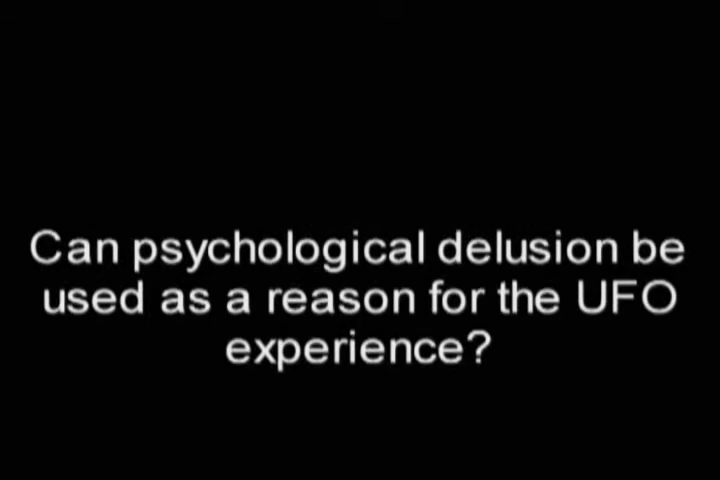 Can psychological delusion be
used as a reason for the UFO
experience?